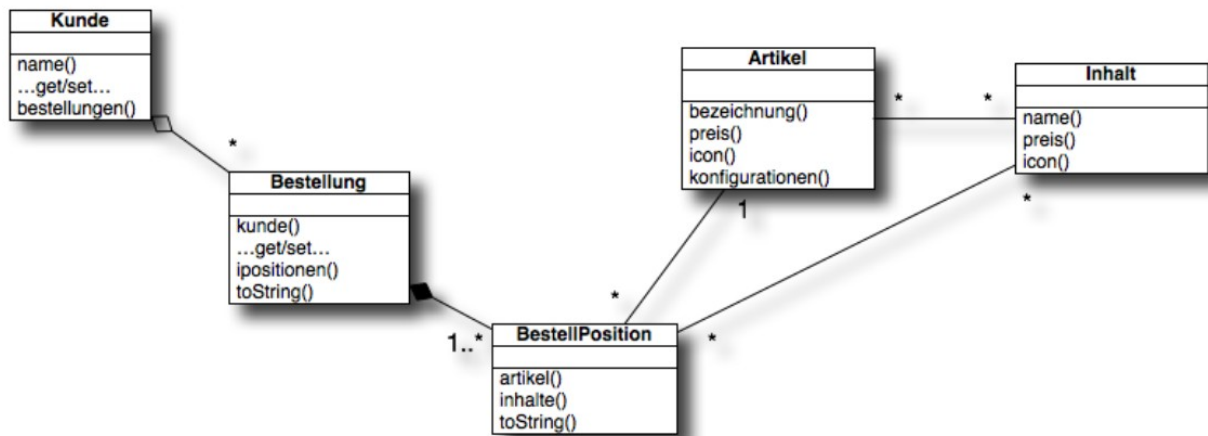 Kunde
name()
…get/set…
bestellungen()
*
Bestellung
kunde()
…get/set…
ipositionen()
toString()
1..*
BestellPosition
artikel()
inhalte()
toString()
*
1
Artikel
bezeichnung()
preis()
icon()
konfigurationen()
*
*
Inhalt
name()
preis()
icon()
*
*